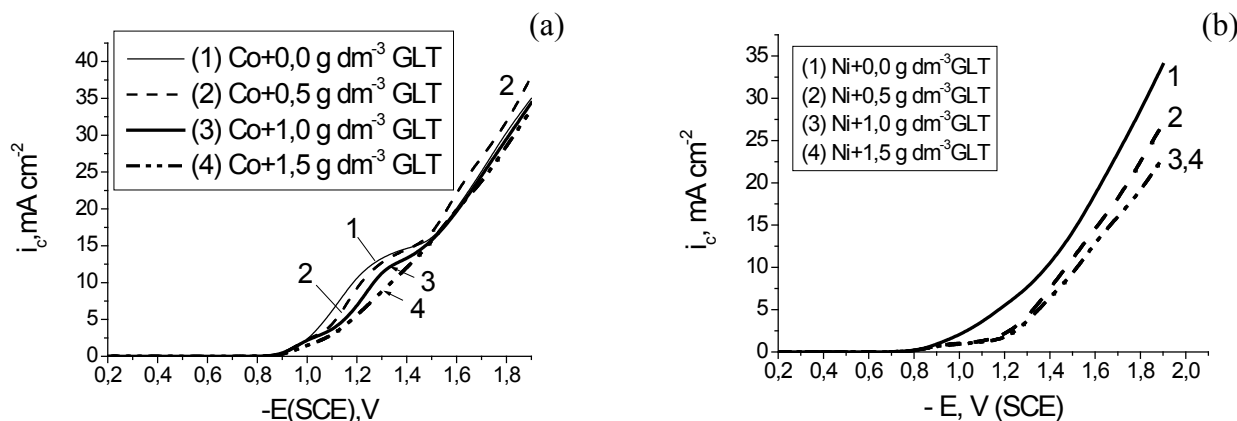 (a)
(1) Co+0,0 g dm⁻³ GLT
(2) Co+0,5 g dm⁻³ GLT
(3) Co+1,0 g dm⁻³ GLT
(4) Co+1,5 g dm⁻³ GLT
2
1
2
3
4
40
35
30
25
20
15
10
5
0
i_c,mA cm⁻²
0,2 0,4 0,6 0,8 1,0 1,2 1,4 1,6 1,8
-E(SCE),V
(b)
(1) Ni+0,0 g dm⁻³GLT
(2) Ni+0,5 g dm⁻³GLT
(3) Ni+1,0 g dm⁻³GLT
(4) Ni+1,5 g dm⁻³GLT
1
2
3,4
35
30
25
20
15
10
5
0
i_c, mA cm⁻²
0,2 0,4 0,6 0,8 1,0 1,2 1,4 1,6 1,8 2,0
- E, V (SCE)